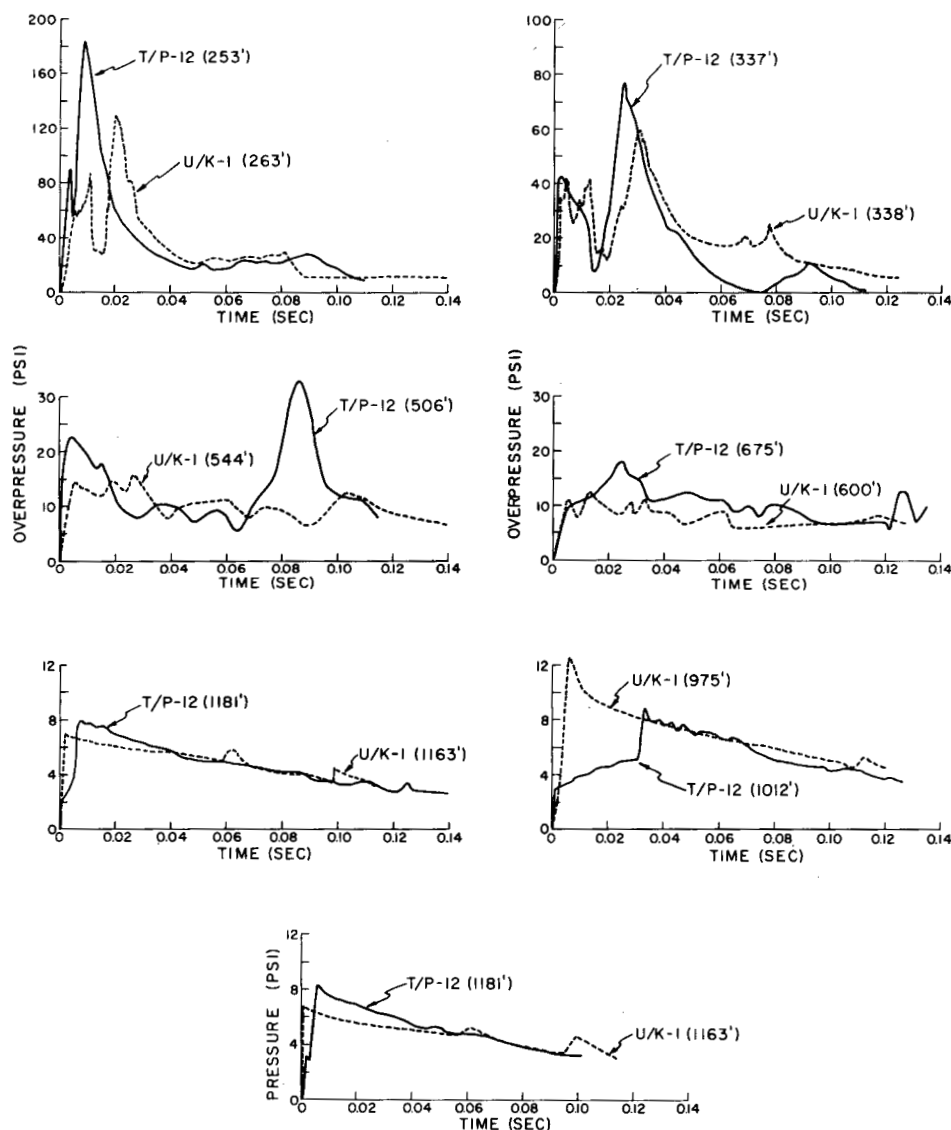 200
160
120
80
40
0
T/P-12 (253')
U/K-1 (263')
0 0.02 0.04 0.06 0.08 0.10 0.12 0.14
TIME (SEC)
100
80
60
40
20
0
T/P-12 (337')
U/K-1 (338')
0 0.02 0.04 0.06 0.08 0.10 0.12 0.14
TIME (SEC)
OVERPRESSURE (PSI)
30
20
10
0
T/P-12 (506')
U/K-1 (544')
0 0.02 0.04 0.06 0.08 0.10 0.12 0.14
TIME (SEC)
OVERPRESSURE (PSI)
30
20
10
0
T/P-12 (675')
U/K-1 (600')
0 0.02 0.04 0.06 0.08 0.10 0.12 0.14
TIME (SEC)
12
8
4
0
T/P-12 (1181')
U/K-1 (1163')
0 0.02 0.04 0.06 0.08 0.10 0.12 0.14
TIME (SEC)
12
8
4
0
U/K-1 (975')
T/P-12 (1012')
0 0.02 0.04 0.06 0.08 0.10 0.12 0.14
TIME (SEC)
PRESSURE (PSI)
12
8
4
0
T/P-12 (1181')
U/K-1 (1163')
0 0.02 0.04 0.06 0.08 0.10 0.12 0.14
TIME (SEC)